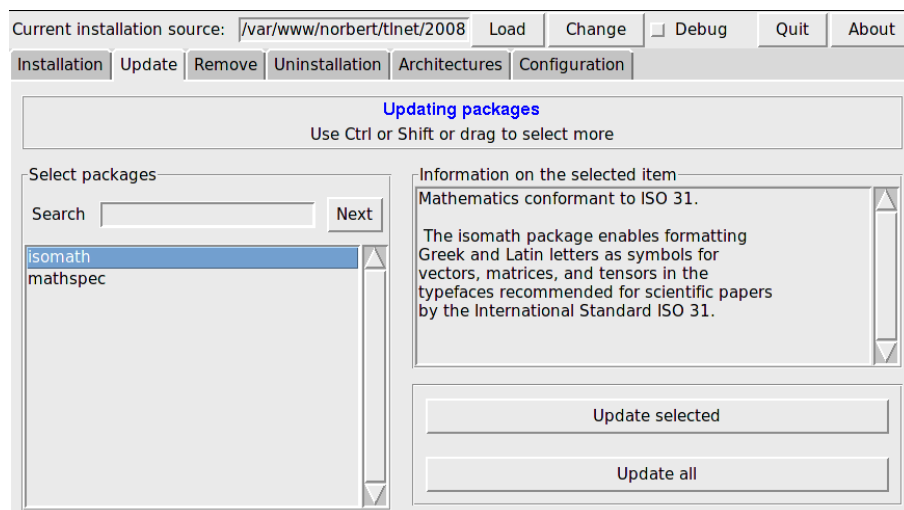 Current installation source: /var/www/norbert/tlnet/2008 Load Change Debug Quit About
Installation Update Remove Uninstallation Architectures Configuration
Updating packages
Use Ctrl or Shift or drag to select more
Select packages
Search Next
isomath
mathspec
Information on the selected item
Mathematics conformant to ISO 31.
The isomath package enables formatting
Greek and Latin letters as symbols for
vectors, matrices, and tensors in the
typefaces recommended for scientific papers
by the International Standard ISO 31.
Update selected
Update all